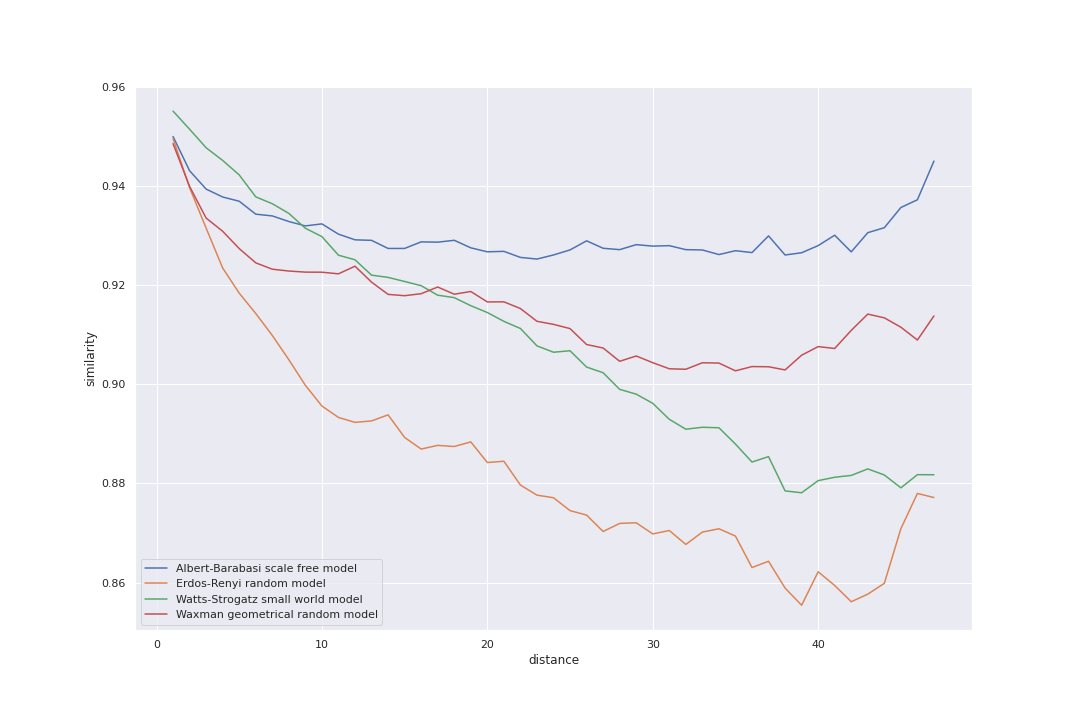 0.96
0.94
0.92
0.90
0.88
0.86
similarity
0 10 20 30 40
distance
Albert-Barabasi scale free model
Erdos-Renyi random model
Watts-Strogatz small world model
Waxman geometrical random model